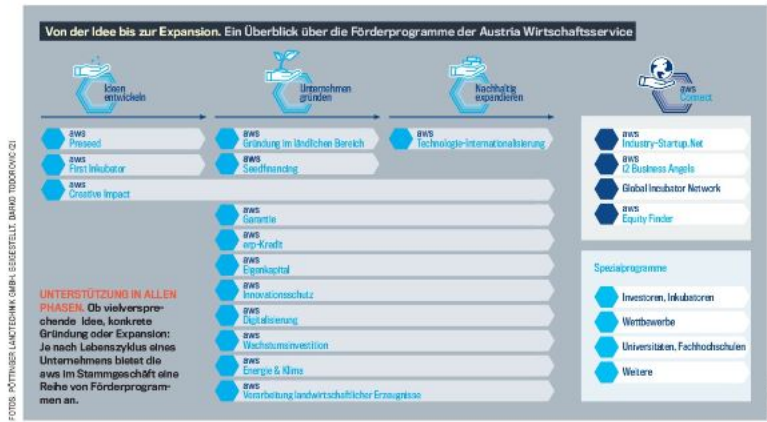 Von der Idee bis zur Expansion. Ein Überblick über die Förderprogramme der Austria Wirtschaftsservice
Ideen
entwickeln
Unternehmen
gründen
Nachhaltig
expandieren
aws
Connect
aws
Preseed
aws
First Inkubator
aws
Creative Impact
aws
Gründung im ländlichen Bereich
aws
Seedfinancing
aws
Technologie-Internationalisierung
aws
Garantie
aws
erp-Kredit
aws
Eigenkapital
aws
Innovationsschutz
aws
Digitalisierung
aws
Wachstumsinvestition
aws
Energie & Klima
aws
Verarbeitung landwirtschaftlicher Erzeugnisse
aws
Industry-Startup.Net
aws
i2 Business Angels
Global Incubator Network
aws
Equity Finder
Spezialprogramme
Investoren, Inkubatoren
Wettbewerbe
Universitäten, Fachhochschulen
Weitere
UNTERSTÜTZUNG IN ALLEN
PHASEN. Ob vielverspre-
chende Idee, konkrete
Gründung oder Expansion:
Je nach Lebenszyklus eines
Unternehmens bietet die
aws im Stammgeschäft eine
Reihe von Förderprogram-
men an.
FOTOS: PÖTTINGER LANDTECHNIK GMBH, BEIGESTELLT, DARKO TODOROVIC (2)